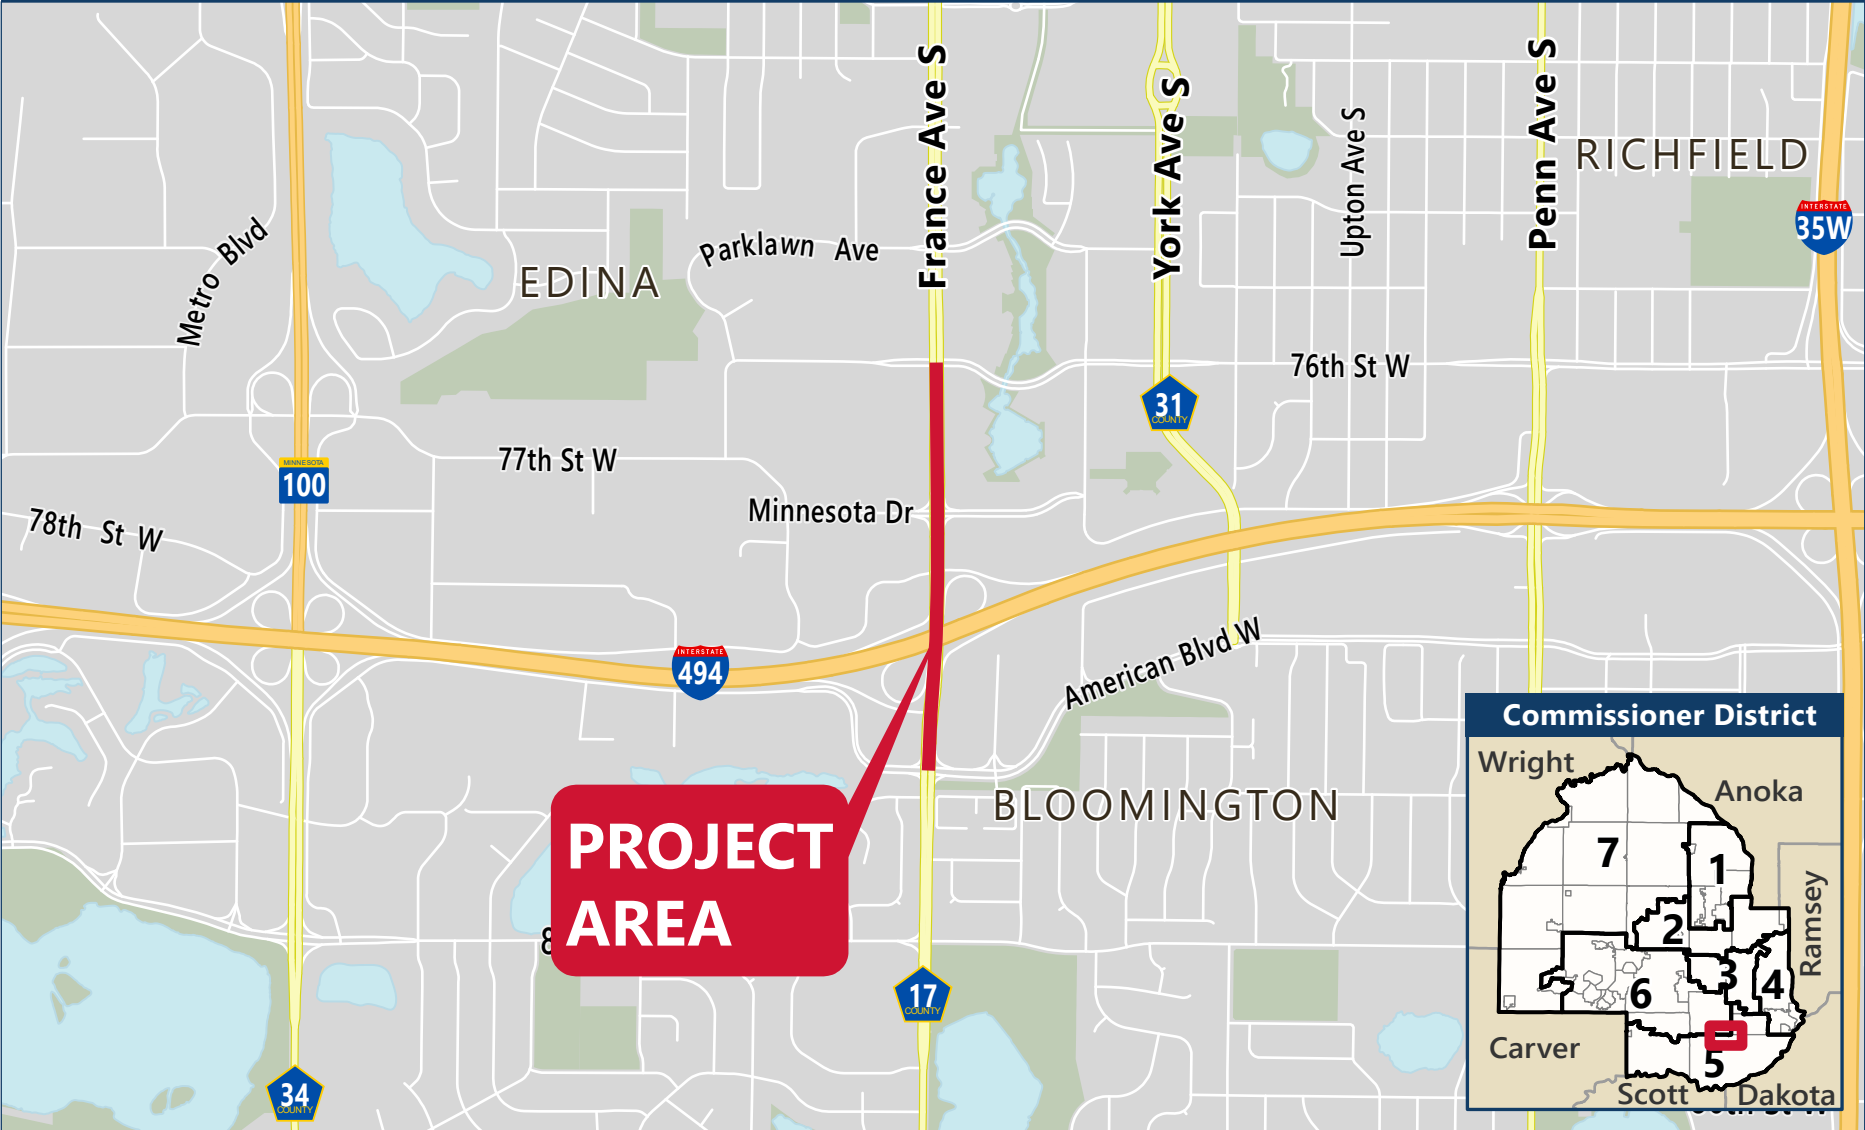 France Ave S
York Ave S
Upton Ave S
Penn Ave S
RICHFIELD
INTERSTATE
35W
Metro Blvd
EDINA
Parklawn Ave
76th St W
31
COUNTY
MINNESOTA
100
77th St W
Minnesota Dr
78th St W
INTERSTATE
494
American Blvd W
BLOOMINGTON
PROJECT
AREA
8
17
COUNTY
34
COUNTY
Commissioner District
Wright
Anoka
7
1
2
Ramsey
3
4
6
5
Carver
Scott
Dakota